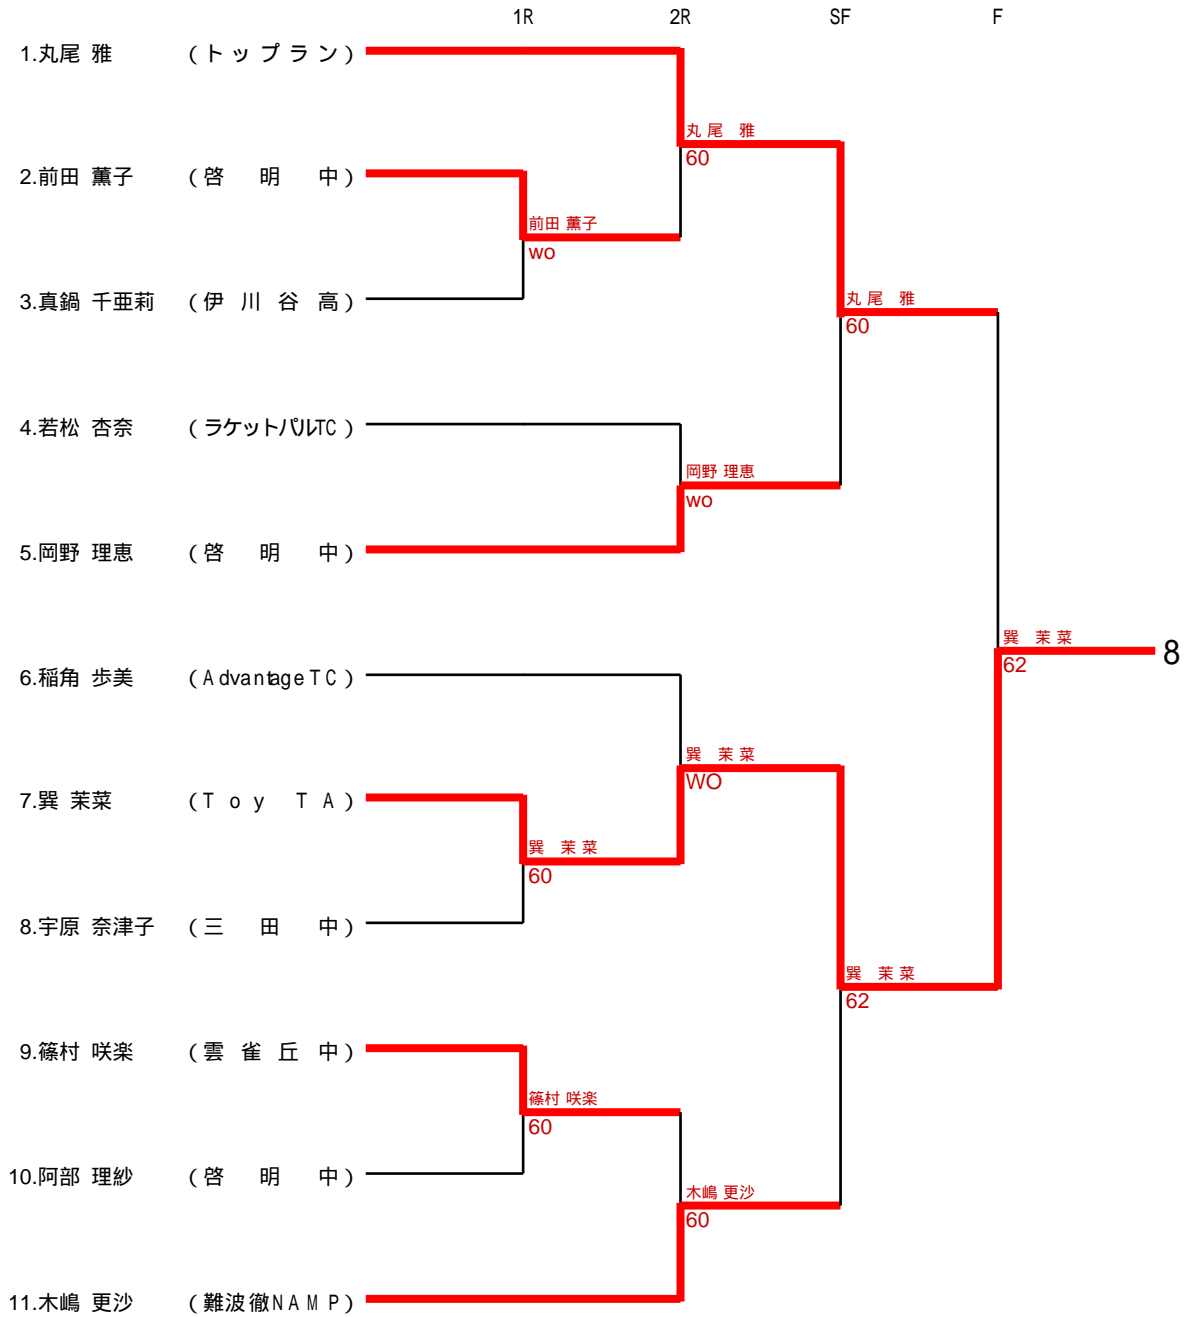 1R 2R SF F
1.丸尾 雅 (トップラン)
丸尾 雅
60
2.前田 薫子 (啓明中)
前田 薫子
wo
3.真鍋 千亜莉 (伊川谷高)
丸尾 雅
60
4.若松 杏奈 (ラケットパルTC)
岡野 理恵
wo
5.岡野 理恵 (啓明中)
巽 茉菜
62
8
6.稲角 歩美 (AdvantageTC)
巽 茉菜
WO
7.巽 茉菜 (Toy TA)
巽 茉菜
60
8.宇原 奈津子 (三田中)
巽 茉菜
62
9.篠村 咲楽 (雲雀丘中)
篠村 咲楽
60
10.阿部 理紗 (啓明中)
木嶋 更沙
60
11.木嶋 更沙 (難波徹NAMP)